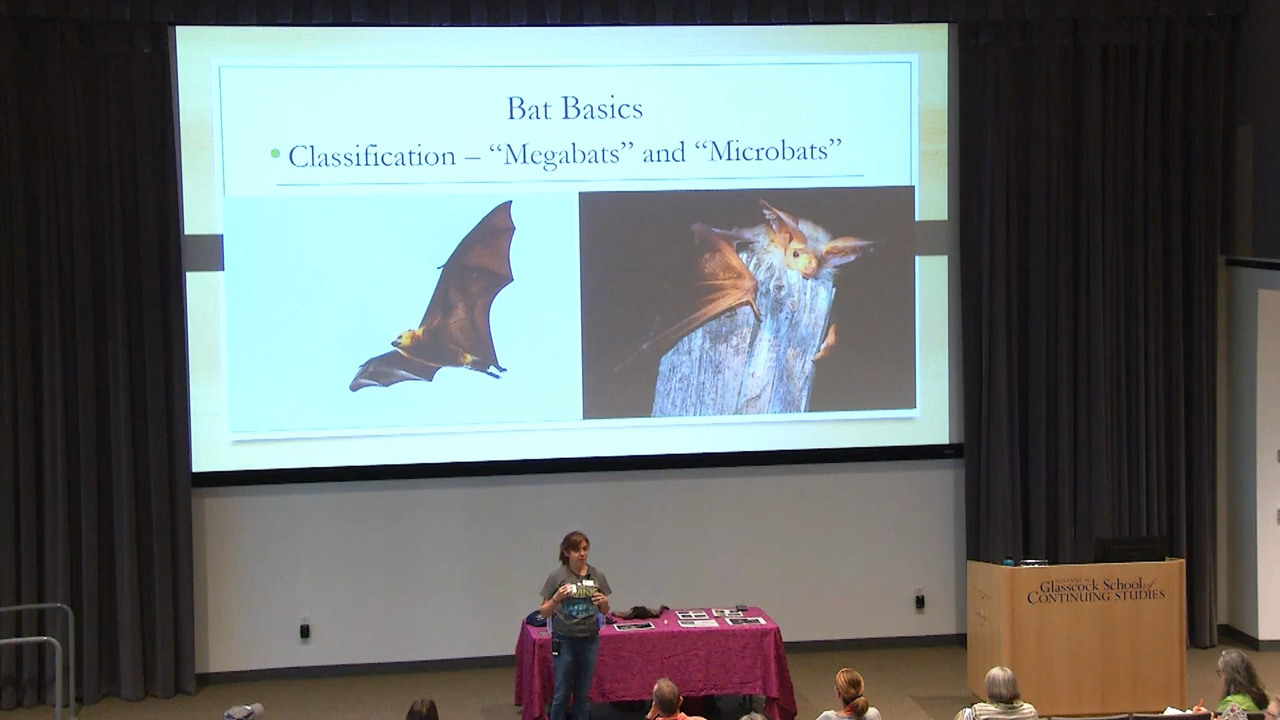 Bat Basics
• Classification – “Megabats” and “Microbats”
Glasscock School of
CONTINUING STUDIES